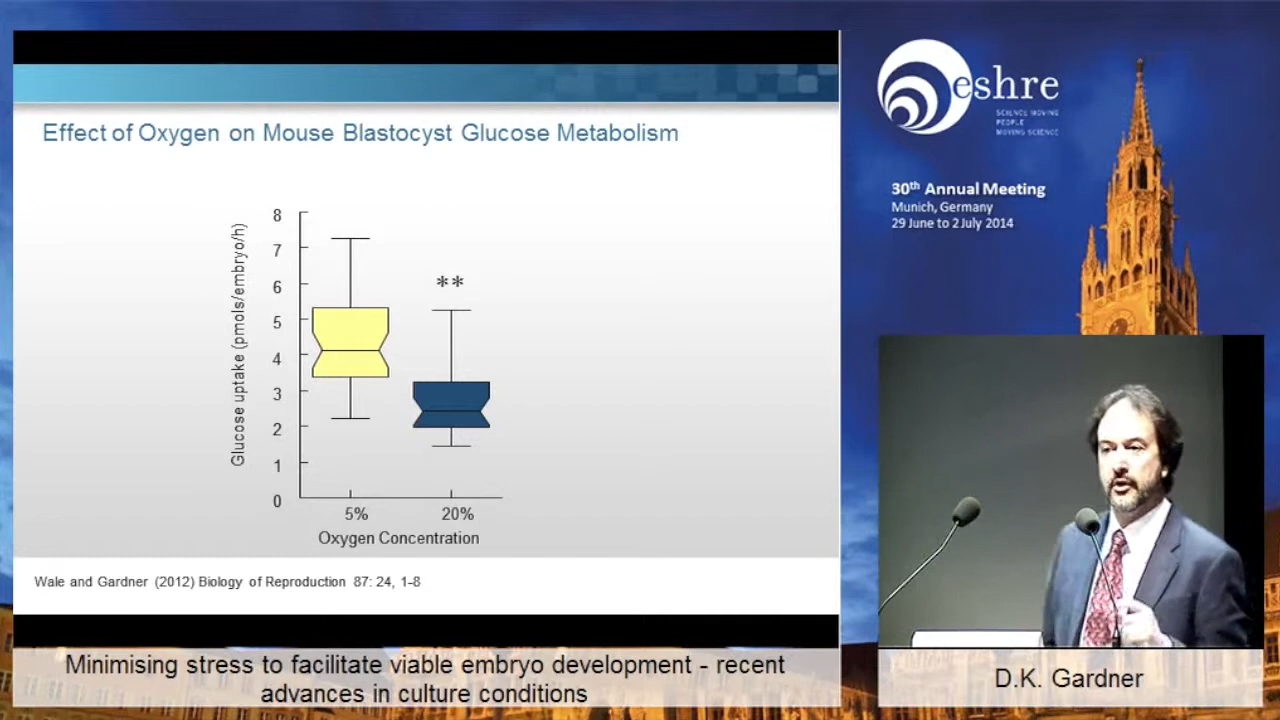 Effect of Oxygen on Mouse Blastocyst Glucose Metabolism
Glucose uptake (pmols/embryo/h)
8
7
6
5
4
3
2
1
0
**
5%
20%
Oxygen Concentration
Wale and Gardner (2012) Biology of Reproduction 87: 24, 1-8
Minimising stress to facilitate viable embryo development - recent
advances in culture conditions
eshre
SCIENCE MOVING
PEOPLE
MOVING SCIENCE
30th Annual Meeting
Munich, Germany
29 June to 2 July 2014
D.K. Gardner